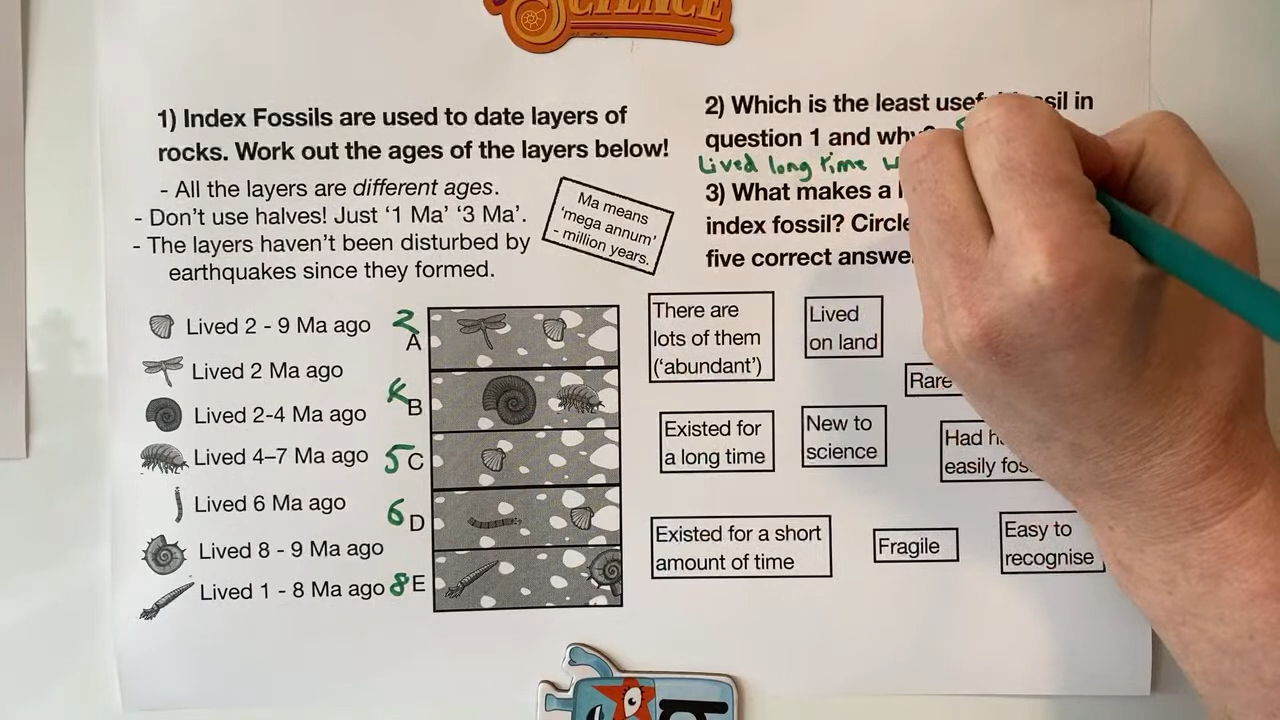 SCIENCE
1) Index Fossils are used to date layers of
rocks. Work out the ages of the layers below!
- All the layers are different ages.
- Don't use halves! Just '1 Ma' '3 Ma'.
- The layers haven't been disturbed by
earthquakes since they formed.
Ma means
'mega annum'
- million years.
Lived 2 - 9 Ma ago
Lived 2 Ma ago
Lived 2-4 Ma ago
Lived 4–7 Ma ago
Lived 6 Ma ago
Lived 8 - 9 Ma ago
Lived 1 - 8 Ma ago
2 A
4 B
5 C
6 D
8 E
2) Which is the least in
question 1 and why?
Lived long time
3) What makes a
index fossil? Circle
five correct
There are
lots of them
('abundant')
Lived
on land
Rare
Existed for
a long time
New to
science
Had
easily
Existed for a short
amount of time
Fragile
Easy to
recognise